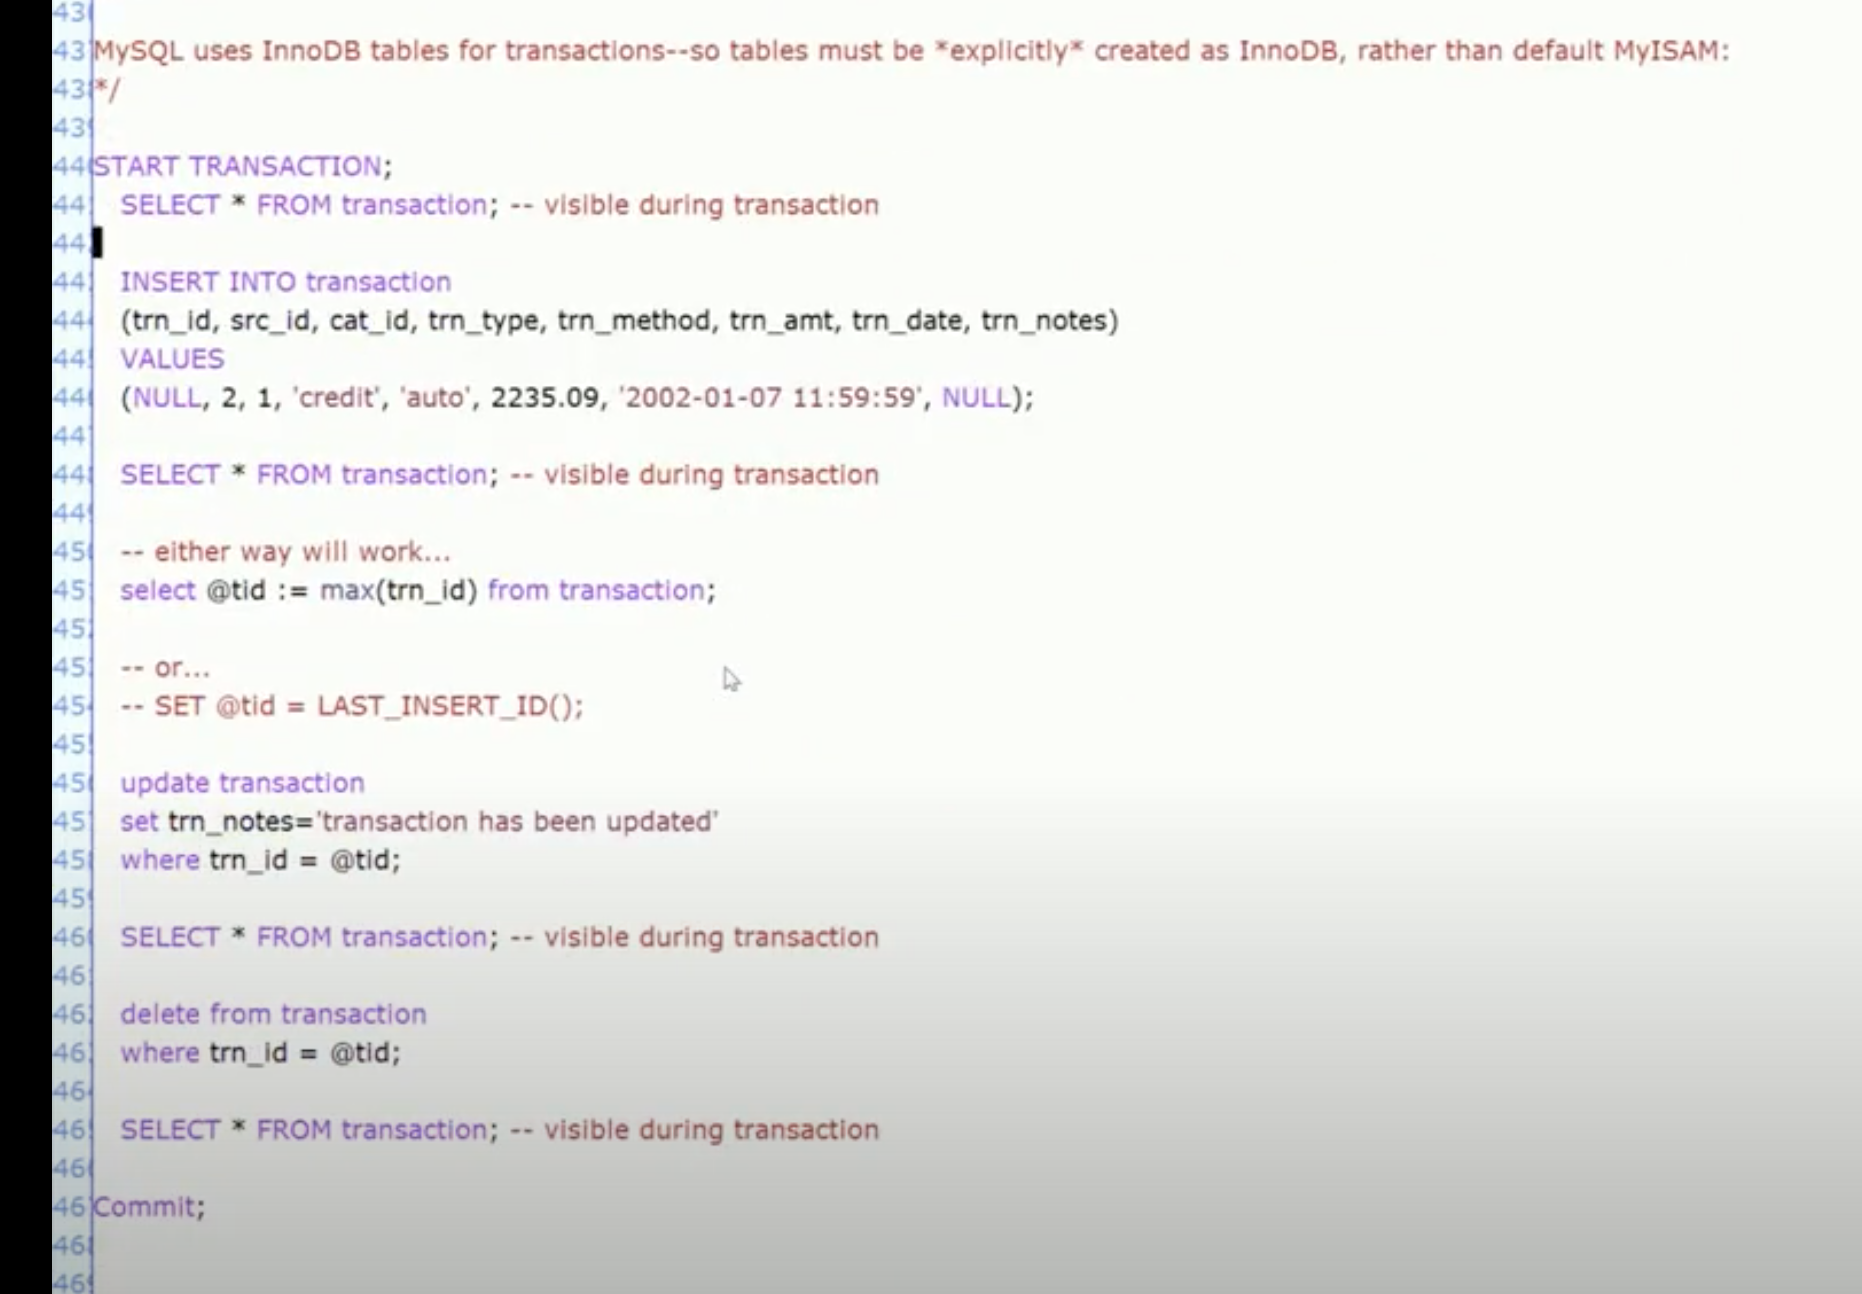 43
43 MySQL uses InnoDB tables for transactions--so tables must be *explicitly* created as InnoDB, rather than default MyISAM:
43 */
43
44 START TRANSACTION;
44 SELECT * FROM transaction; -- visible during transaction
44
44 INSERT INTO transaction
44 (trn_id, src_id, cat_id, trn_type, trn_method, trn_amt, trn_date, trn_notes)
44 VALUES
44 (NULL, 2, 1, 'credit', 'auto', 2235.09, '2002-01-07 11:59:59', NULL);
44
44 SELECT * FROM transaction; -- visible during transaction
44
45 -- either way will work...
45 select @tid := max(trn_id) from transaction;
45
45 -- or...
45 -- SET @tid = LAST_INSERT_ID();
45
45 update transaction
45 set trn_notes='transaction has been updated'
45 where trn_id = @tid;
45
46 SELECT * FROM transaction; -- visible during transaction
46
46 delete from transaction
46 where trn_id = @tid;
46
46 SELECT * FROM transaction; -- visible during transaction
46
46 Commit;
46
46